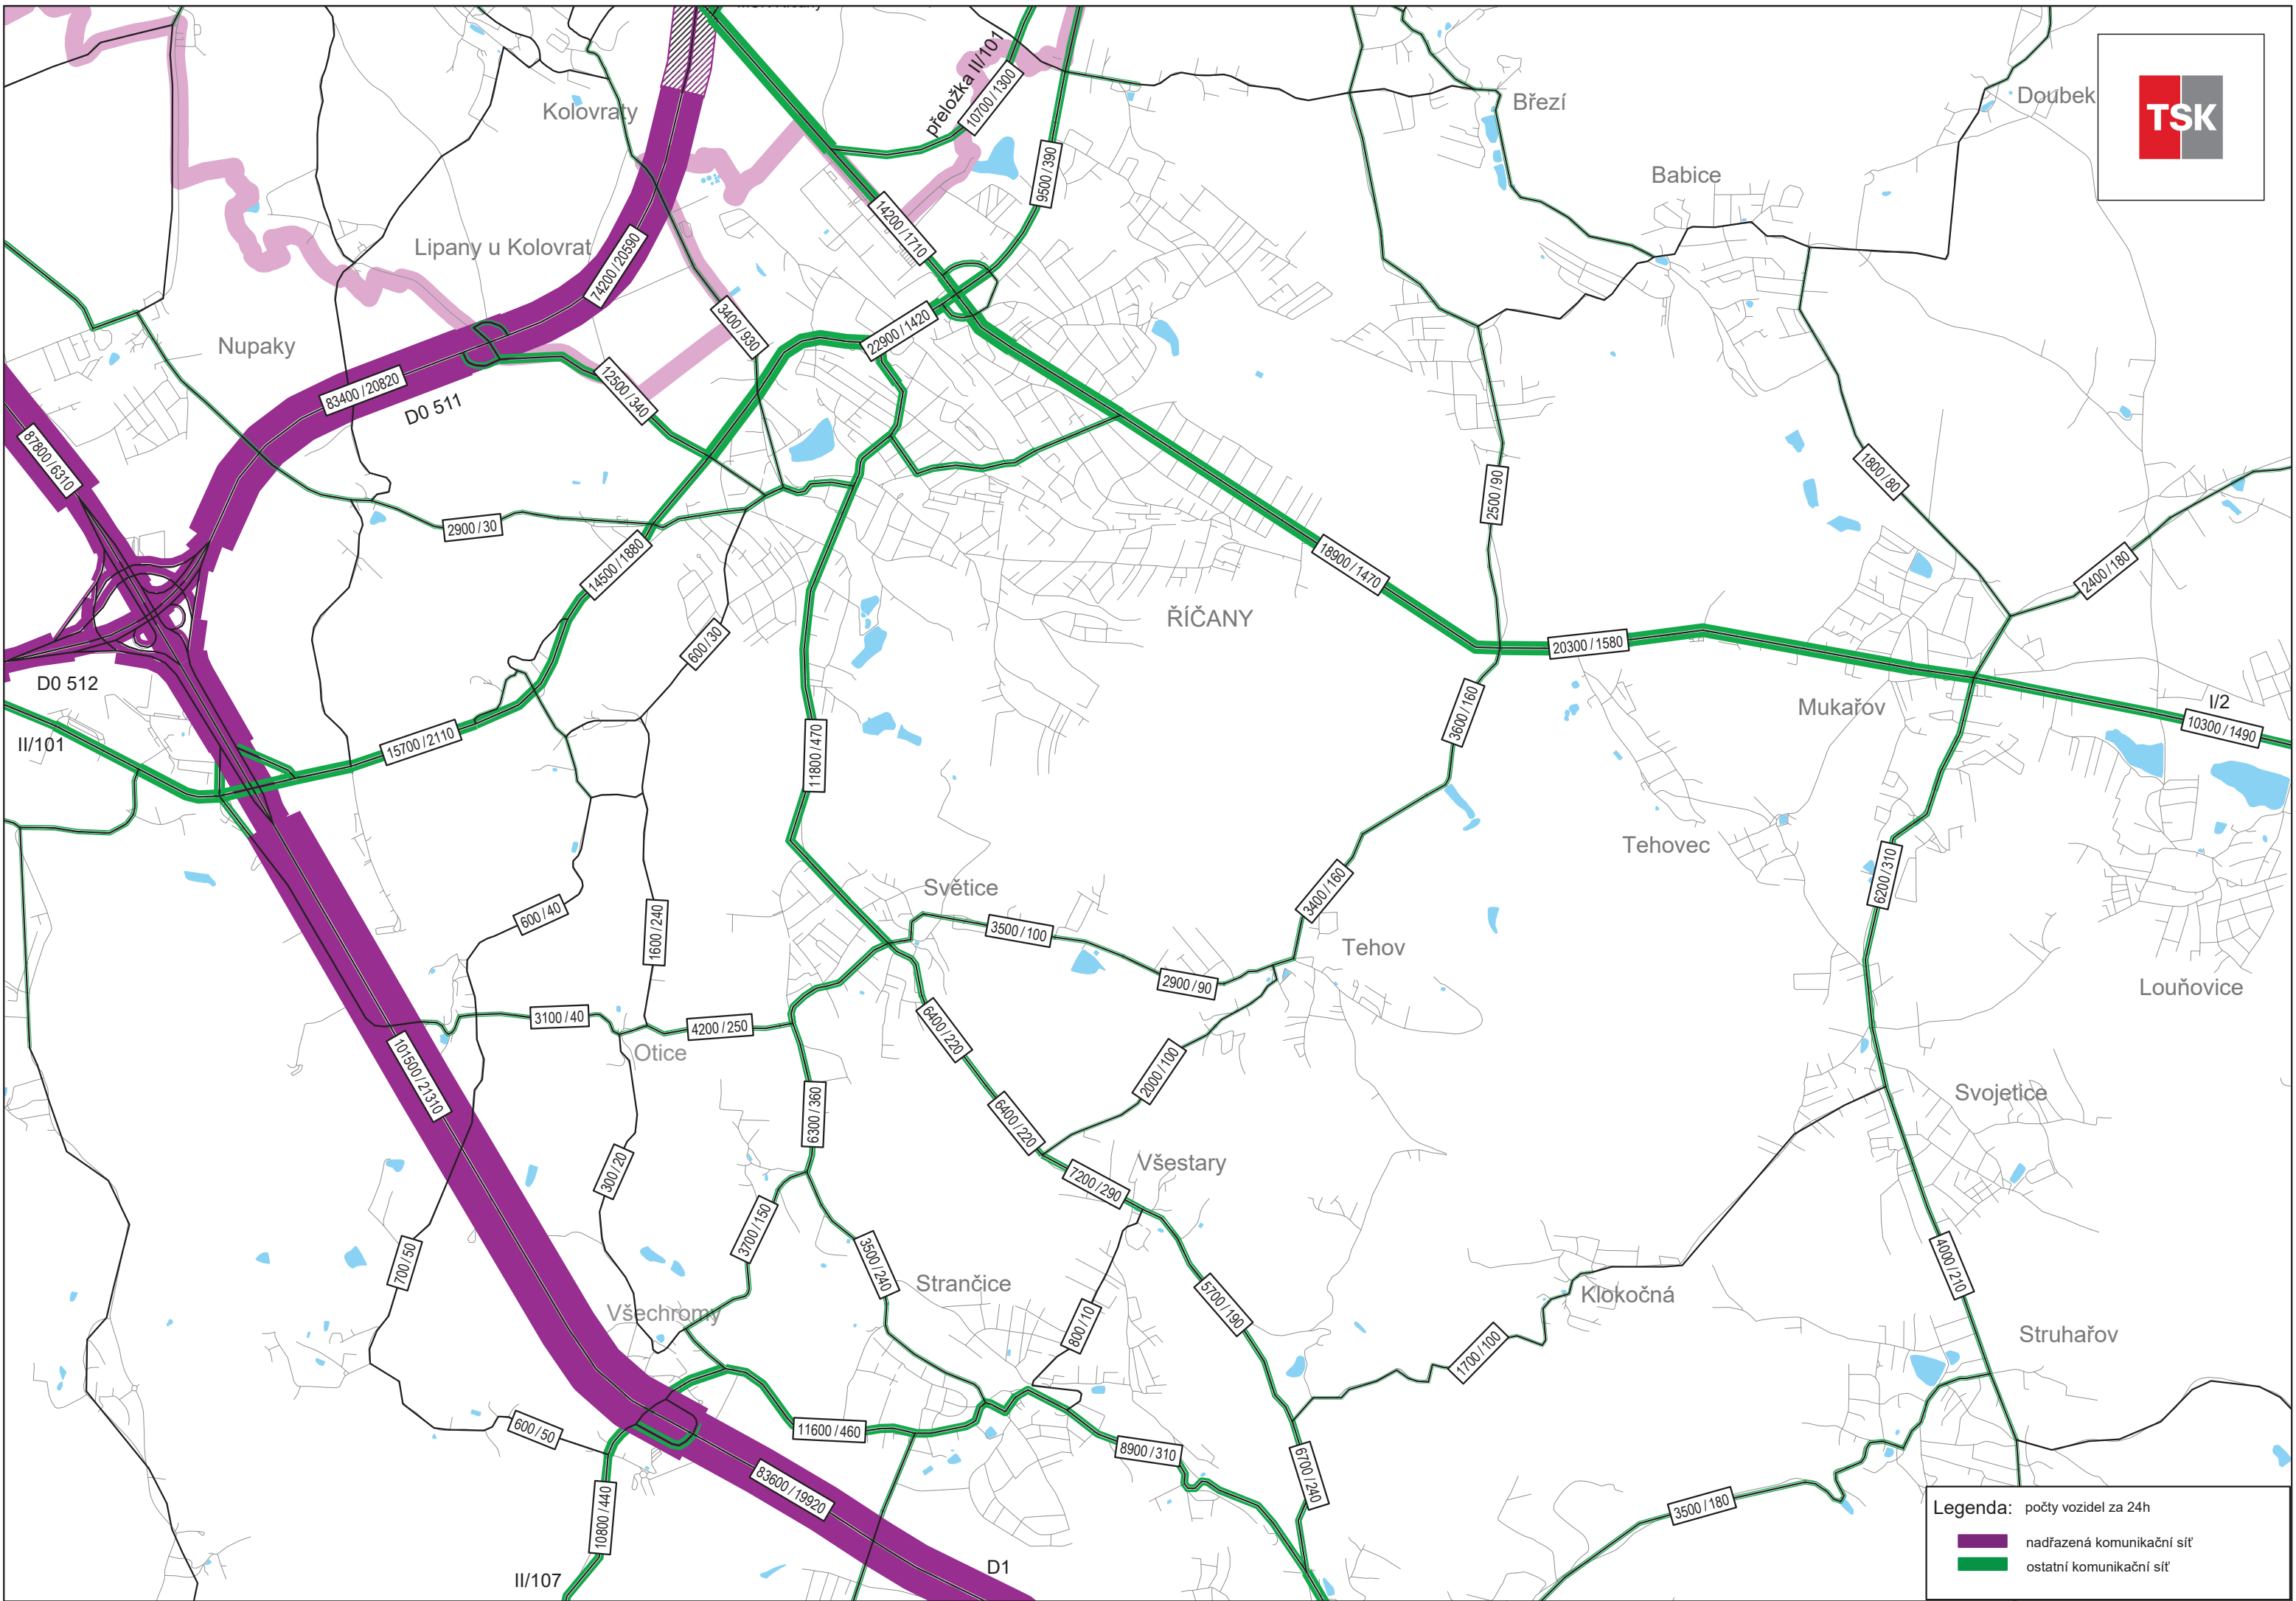 přeložka II/101
10700 / 1300
Kolovraty
Březí
Doubek
TSK
9500 / 390
Babice
14200 / 1710
Lipany u Kolovrat
74200 / 20590
3400 / 930
22900 / 1420
Nupaky
83400 / 20820
D0 511
12500 / 340
87800 / 6310
2500 / 90
1800 / 80
2900 / 30
14500 / 1880
18900 / 1470
2400 / 180
ŘÍČANY
600 / 30
20300 / 1580
D0 512
3600 / 160
Mukařov
I/2
10300 / 1490
II/101
15700 / 2110
11800 / 470
Tehovec
6200 / 310
Světice
3400 / 160
600 / 40
1600 / 240
3500 / 100
Tehov
2900 / 90
Louňovice
3100 / 40
4200 / 250
6400 / 220
Otice
101500 / 21310
2000 / 100
Svojetice
6300 / 360
6400 / 220
300 / 20
Všestary
7200 / 290
3700 / 150
700 / 50
3500 / 240
4000 / 210
Strančice
5700 / 190
Klokočná
Všechromy
800 / 10
Struhařov
1700 / 100
600 / 50
11600 / 460
8900 / 310
6700 / 240
83600 / 19920
10800 / 440
3500 / 180
Legenda: počty vozidel za 24h
nadřazená komunikační síť
ostatní komunikační síť
D1
II/107